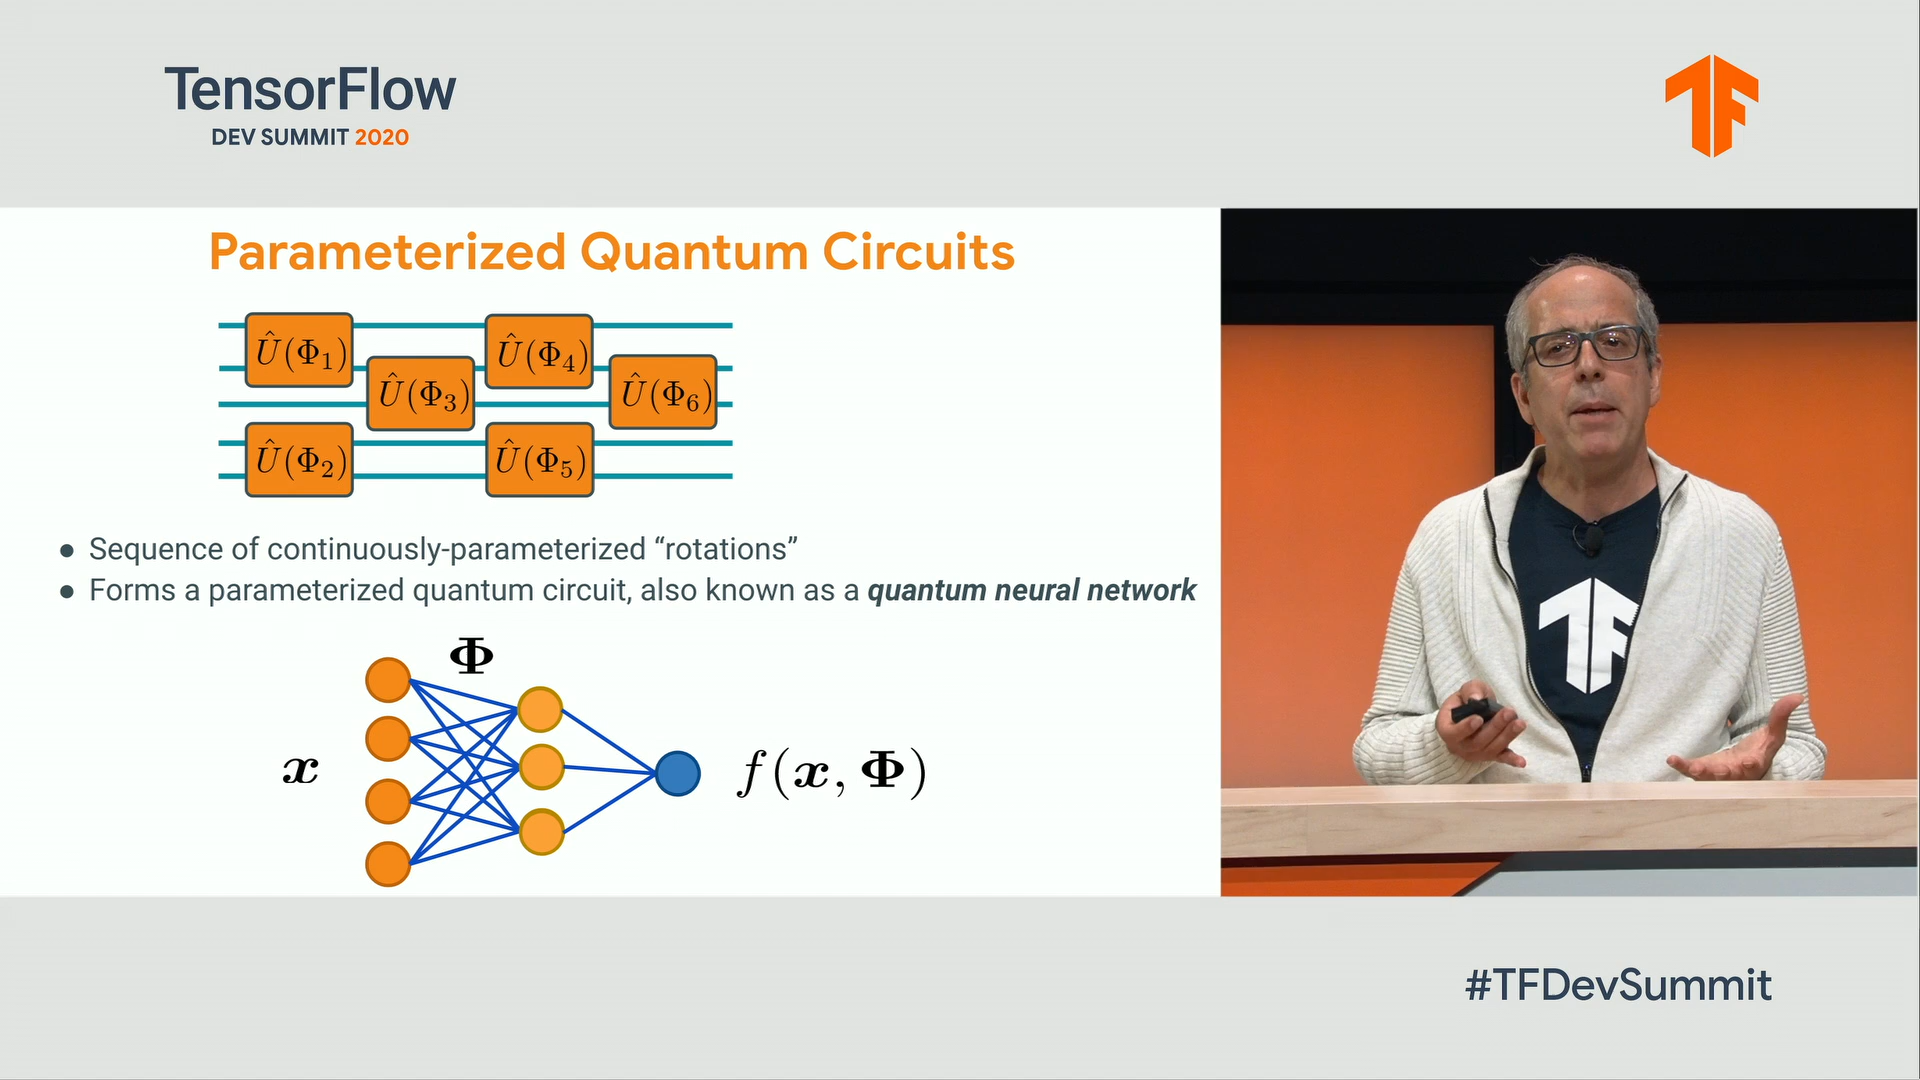 TensorFlow
DEV SUMMIT 2020
Parameterized Quantum Circuits
Û(Φ₁)
Û(Φ₄)
Û(Φ₃)
Û(Φ₆)
Û(Φ₂)
Û(Φ₅)
● Sequence of continuously-parameterized “rotations”
● Forms a parameterized quantum circuit, also known as a quantum neural network
Φ
x
f(x, Φ)
TF
#TFDevSummit